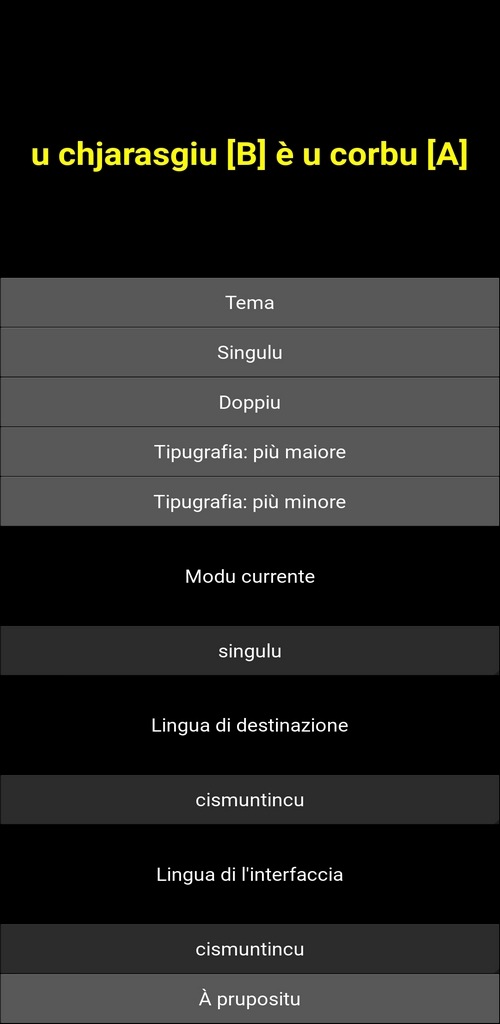 u chjarasgiu [B] è u corbu [A]
Tema
Singulu
Doppiu
Tipugrafia: più maiore
Tipugrafia: più minore
Modu currente
singulu
Lingua di destinazione
cismuntincu
Lingua di l'interfaccia
cismuntincu
À prupositu